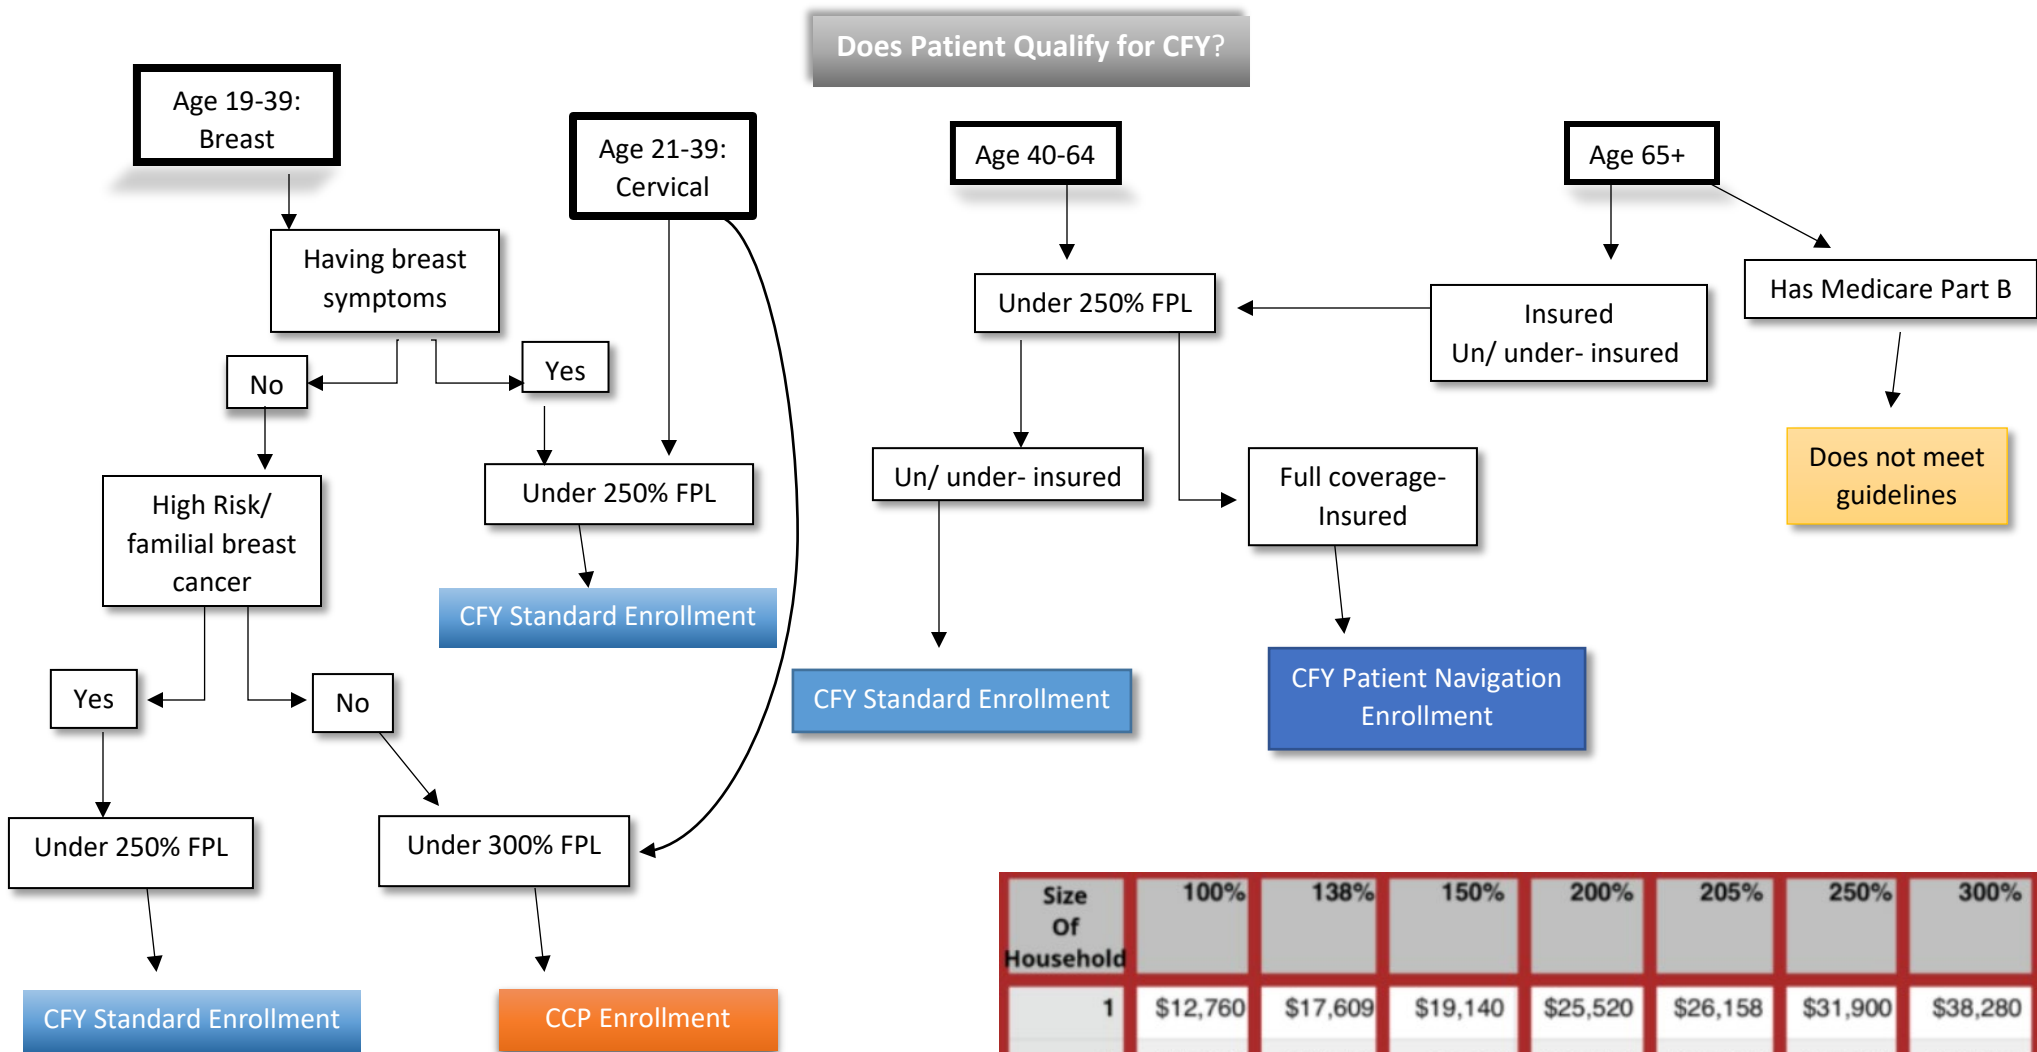 Does Patient Qualify for CFY?
Age 19-39:
Breast
Age 21-39:
Cervical
Age 40-64
Age 65+
Having breast
symptoms
Under 250% FPL
Insured
Un/ under- insured
Has Medicare Part B
No
Yes
High Risk/
familial breast
cancer
Under 250% FPL
Un/ under- insured
Full coverage-
Insured
Does not meet
guidelines
CFY Standard Enrollment
Yes
No
CFY Standard Enrollment
CFY Patient Navigation
Enrollment
Under 250% FPL
Under 300% FPL
CFY Standard Enrollment
CCP Enrollment
Size
Of
Household
100% 138% 150% 200% 205% 250% 300%
1 $12,760 $17,609 $19,140 $25,520 $26,158 $31,900 $38,280